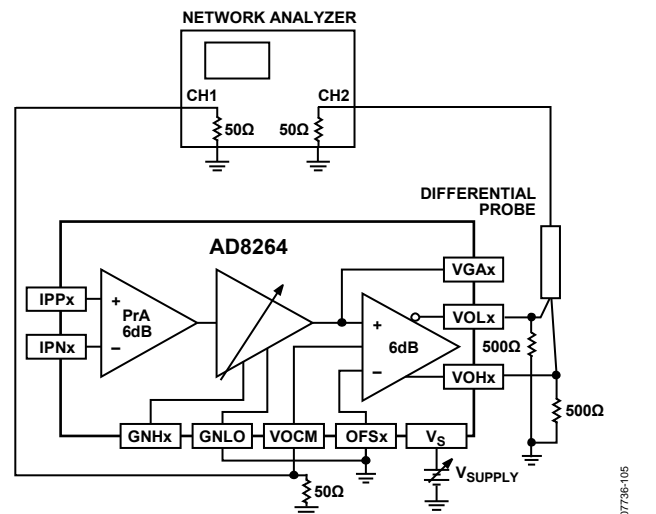 NETWORK ANALYZER
CH1
CH2
50Ω
50Ω
DIFFERENTIAL
PROBE
AD8264
VGAx
IPPx
+
PrA
6dB
VOLx
+
6dB
500Ω
IPNx
–
–
VOHx
500Ω
GNHx
GNLO
VOCM
OFSx
VS
VSUPPLY
50Ω
07736-105